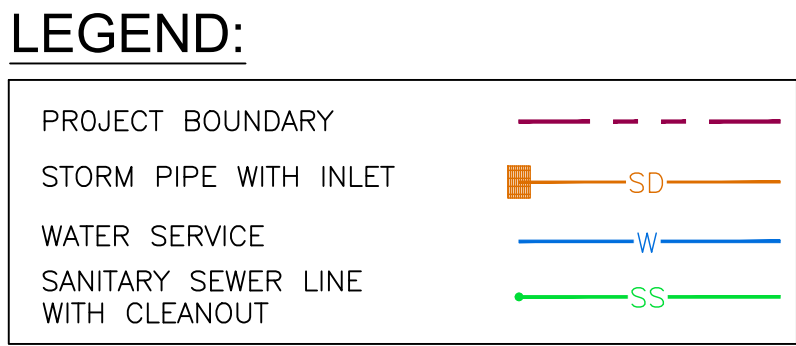 LEGEND:
PROJECT BOUNDARY
STORM PIPE WITH INLET SD
WATER SERVICE W
SANITARY SEWER LINE
WITH CLEANOUT SS